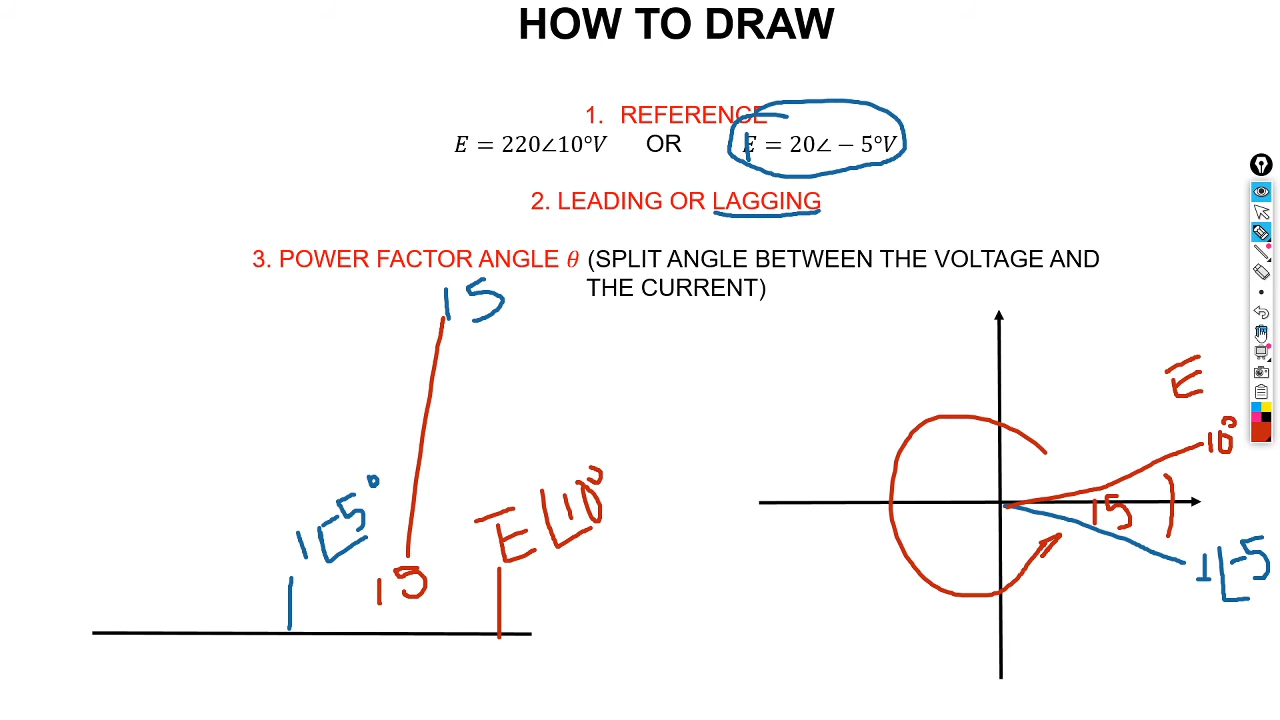 HOW TO DRAW
1. REFERENCE
E = 220∠10°V OR E = 20∠ − 5°V
2. LEADING OR LAGGING
3. POWER FACTOR ANGLE θ (SPLIT ANGLE BETWEEN THE VOLTAGE AND
THE CURRENT)
15
E
10°
I∠-5°
E∠10°
15
15
I∠-5